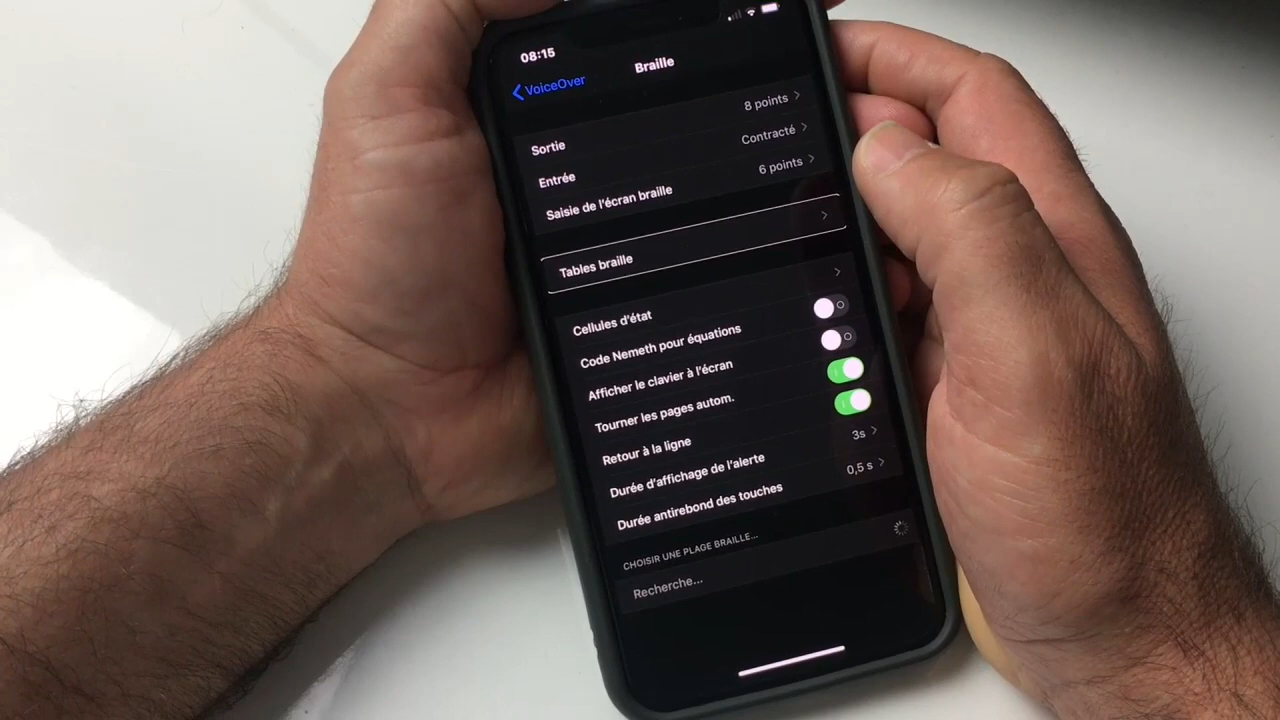 08:15
VoiceOver
Braille
Sortie 8 points
Entrée Contracté
Saisie de l'écran braille 6 points
Tables braille
Cellules d'état
Code Nemeth pour équations
Afficher le clavier à l'écran
Tourner les pages autom.
Retour à la ligne
Durée d'affichage de l'alerte 3s
Durée antirebond des touches 0,5 s
CHOISIR UNE PLAGE BRAILLE...
Recherche...